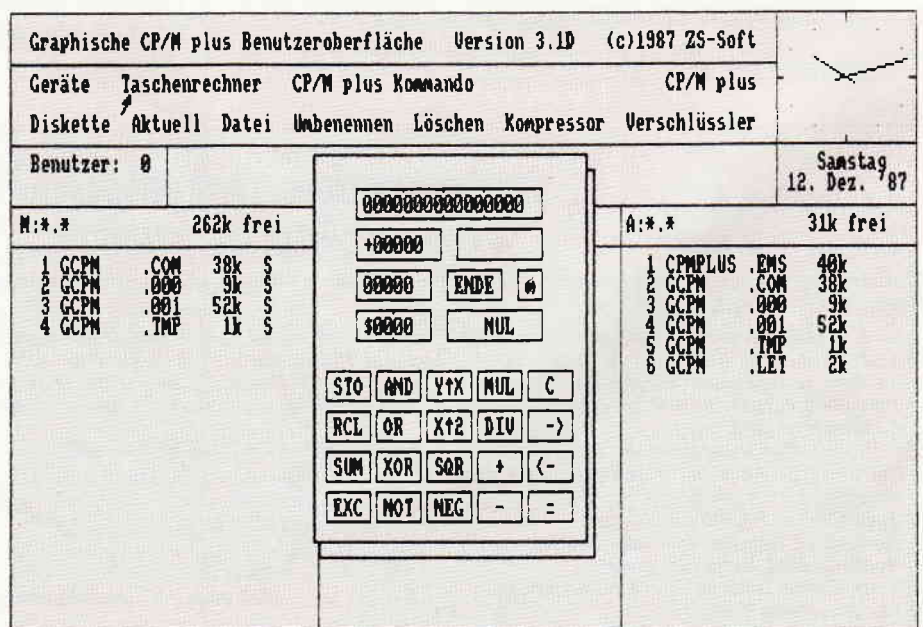 Graphische CP/M plus Benutzeroberfläche Version 3.1D (c)1987 ZS-Soft
Geräte Taschenrechner CP/M plus Kommando CP/M plus
Diskette Aktuell Datei Umbenennen Löschen Kompressor Verschlüssler
Benutzer: 0
Samstag
12. Dez. '87
M:*.* 262k frei
1 GCPM .COM 38k S
2 GCPM .000 9k S
3 GCPM .001 52k S
4 GCPM .TMP 1k S
0000000000000000
+00000
00000 ENDE
$0000 NUL
STO AND Y↑X MUL C
RCL OR X↑2 DIV ->
SUM XOR SQR + <-
EXC NOT NEG - =
A:*.* 31k frei
1 CPMPLUS .EMS 40k
2 GCPM .COM 38k
3 GCPM .000 9k
4 GCPM .001 52k
5 GCPM .TMP 1k
6 GCPM .LET 2k